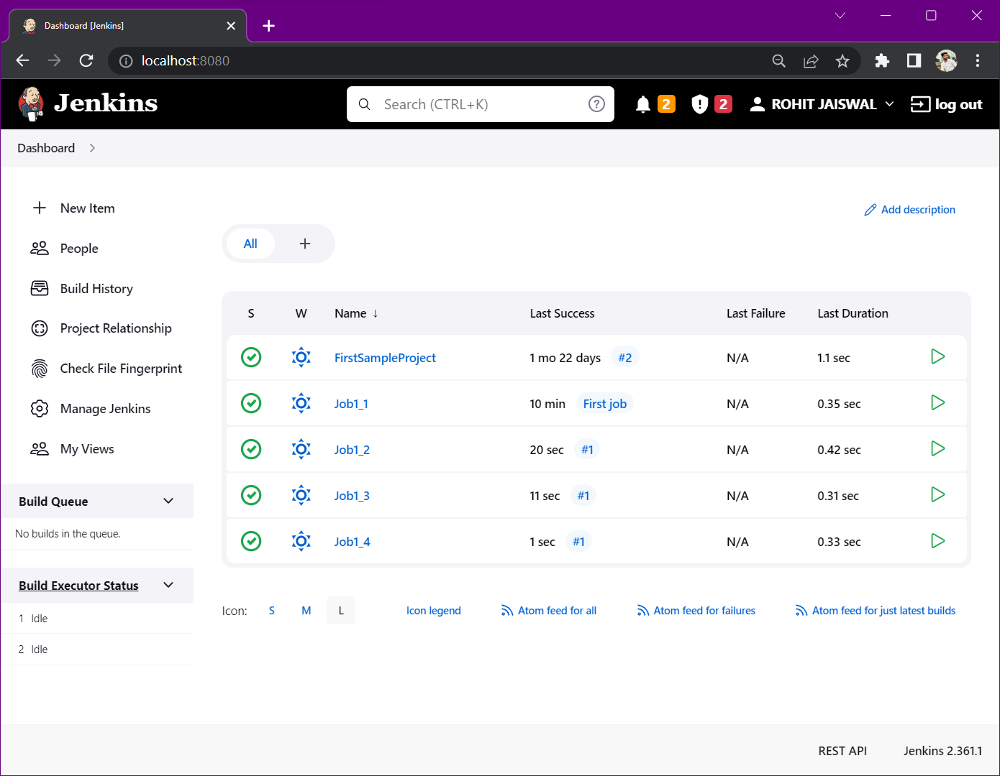 Dashboard [Jenkins]
localhost:8080
Jenkins
Search (CTRL+K)
2
2
ROHIT JAISWAL
log out
Dashboard
New Item
People
Build History
Project Relationship
Check File Fingerprint
Manage Jenkins
My Views
Build Queue
No builds in the queue.
Build Executor Status
1 Idle
2 Idle
Add description
All +
S W Name ↓ Last Success Last Failure Last Duration
FirstSampleProject 1 mo 22 days #2 N/A 1.1 sec
Job1_1 10 min First job N/A 0.35 sec
Job1_2 20 sec #1 N/A 0.42 sec
Job1_3 11 sec #1 N/A 0.31 sec
Job1_4 1 sec #1 N/A 0.33 sec
Icon: S M L Icon legend Atom feed for all Atom feed for failures Atom feed for just latest builds
REST API Jenkins 2.361.1